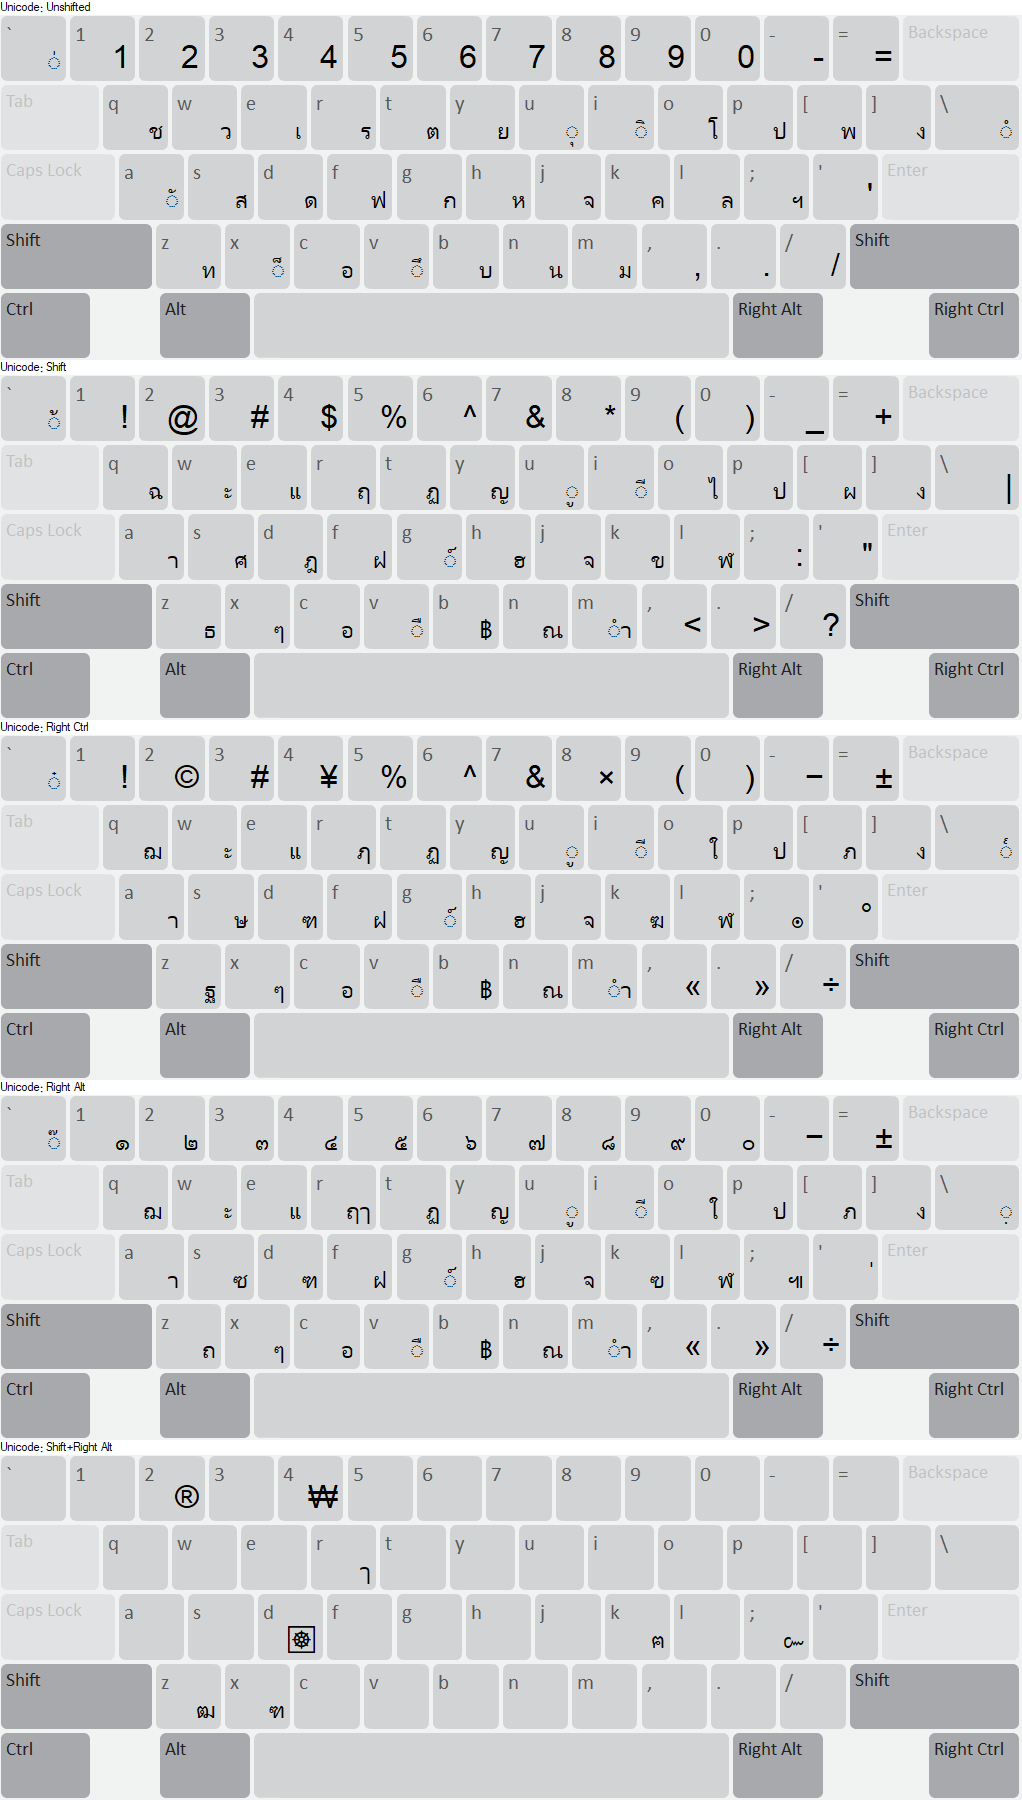 Unicode: Unshifted
` ่ 1 1 2 2 3 3 4 4 5 5 6 6 7 7 8 8 9 9 0 0 - - = = Backspace
Tab q ช w ว e เ r ร t ต y ย u ุ i ิ o โ p ป [ พ ] ง \ ํ
Caps Lock a ั s ส d ด f ฟ g ก h ห j จ k ค l ล ; ฯ ' ' Enter
Shift z ท x ็ c อ v ึ b บ n น m ม , , . . / / Shift
Ctrl Alt Right Alt Right Ctrl
Unicode: Shift
` ้ 1 ! 2 @ 3 # 4 $ 5 % 6 ^ 7 & 8 * 9 ( 0 ) - _ = + Backspace
Tab q ฉ w ะ e แ r ฤ t ฏ y ญ u ู i ี o ไ p ป [ ผ ] ง \ |
Caps Lock a า s ศ d ฎ f ฝ g ์ h ฮ j จ k ข l ฬ ; : ' " Enter
Shift z ธ x ๆ c อ v ื b ฿ n ณ m ำ , < . > / ? Shift
Ctrl Alt Right Alt Right Ctrl
Unicode: Right Ctrl
` ๋ 1 ! 2 © 3 # 4 ¥ 5 % 6 ^ 7 & 8 × 9 ( 0 ) - − = ± Backspace
Tab q ฌ w ะ e แ r ฦ t ฏ y ญ u ู i ี o ใ p ป [ ภ ] ง \ ๎
Caps Lock a า s ษ d ฑ f ฝ g ์ h ฮ j จ k ฆ l ฬ ; ๏ ' ° Enter
Shift z ฐ x ๆ c อ v ื b ฿ n ณ m ำ , « . » / ÷ Shift
Ctrl Alt Right Alt Right Ctrl
Unicode: Right Alt
` ๊ 1 ๑ 2 ๒ 3 ๓ 4 ๔ 5 ๕ 6 ๖ 7 ๗ 8 ๘ 9 ๙ 0 ๐ - − = ± Backspace
Tab q ฌ w ะ e แ r ฤๅ t ฏ y ญ u ู i ี o ใ p ป [ ภ ] ง \ ฺ
Caps Lock a า s ซ d ฑ f ฝ g ์ h ฮ j จ k ฃ l ฬ ; ๚ ' ' Enter
Shift z ถ x ๆ c อ v ื b ฿ n ณ m ำ , « . » / ÷ Shift
Ctrl Alt Right Alt Right Ctrl
Unicode: Shift+Right Alt
` 1 2 ® 3 4 ₩ 5 6 7 8 9 0 - = Backspace
Tab q w e r ๅ t y u i o p [ ] \
Caps Lock a s d ☸ f g h j k ฅ l ; ๛ ' Enter
Shift z ฒ x ฑ c v b n m , . / Shift
Ctrl Alt Right Alt Right Ctrl